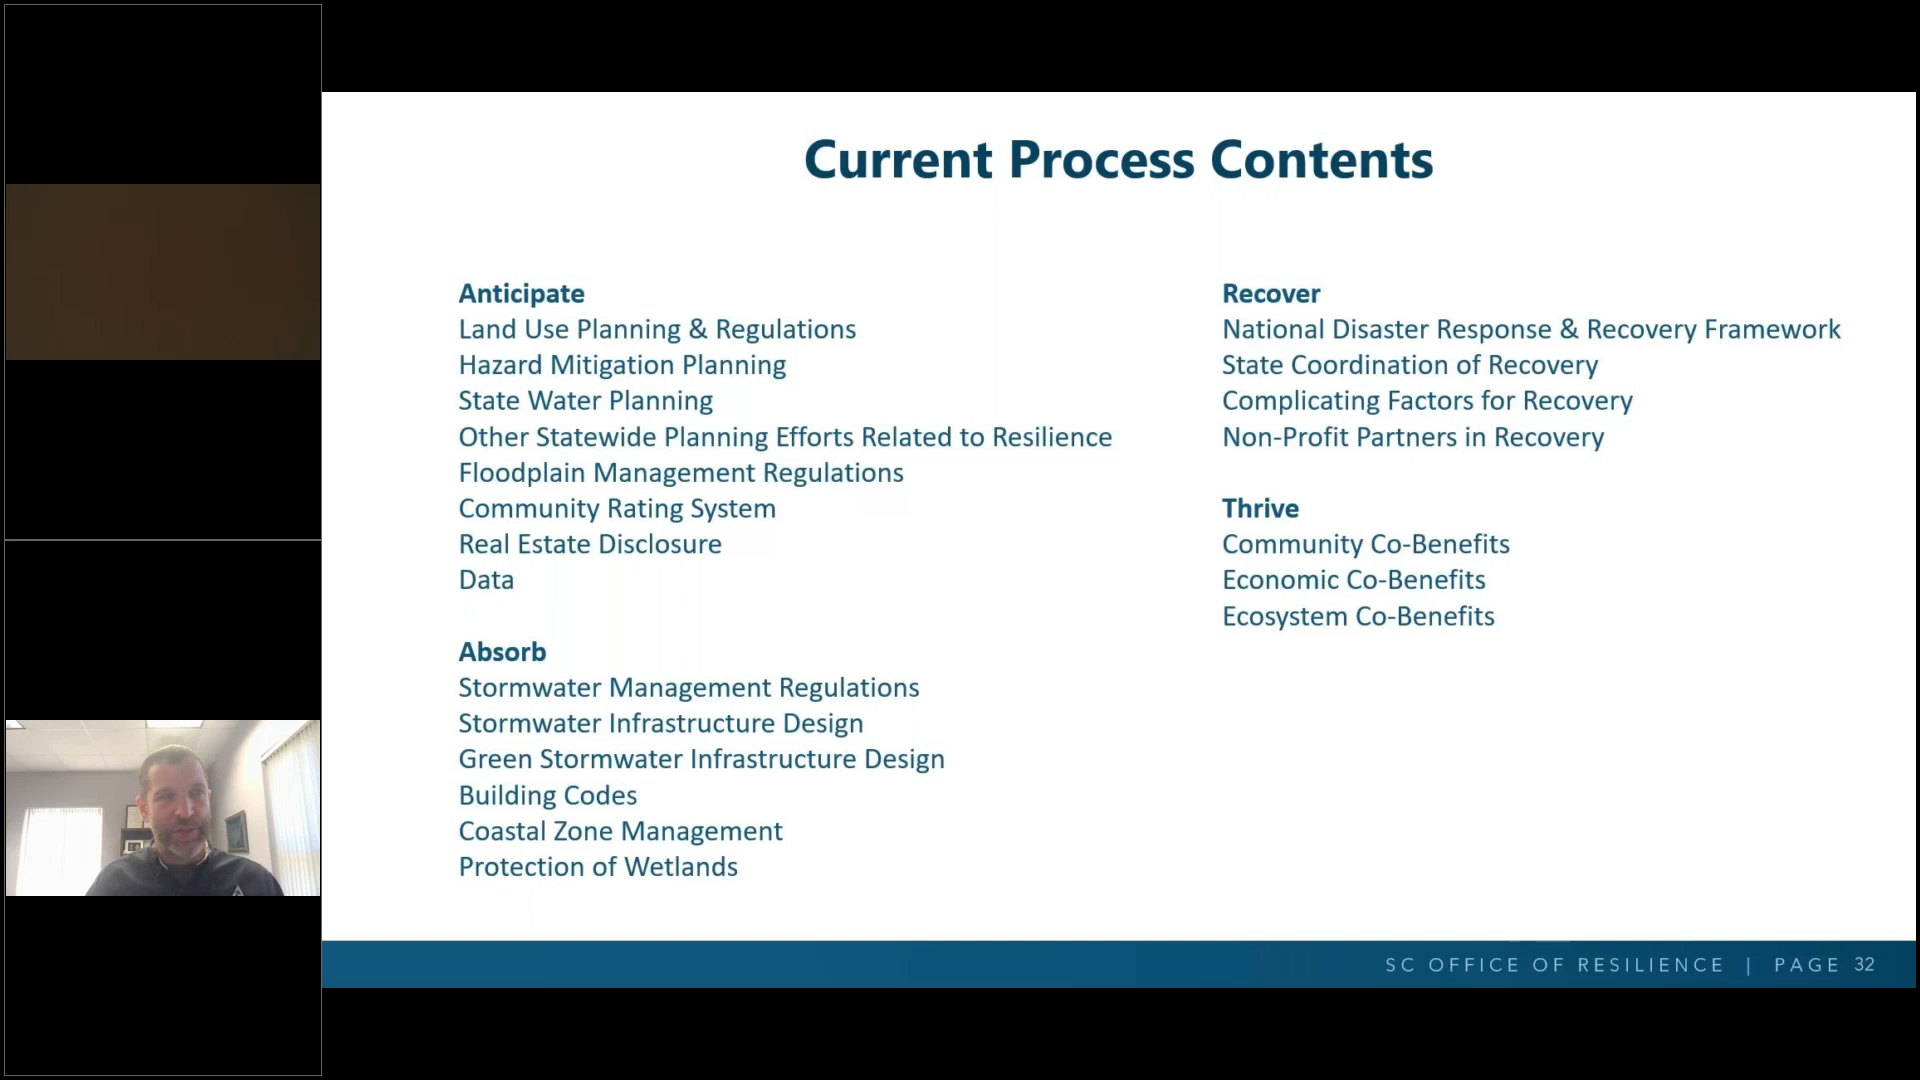 Current Process Contents
Anticipate
Land Use Planning & Regulations
Hazard Mitigation Planning
State Water Planning
Other Statewide Planning Efforts Related to Resilience
Floodplain Management Regulations
Community Rating System
Real Estate Disclosure
Data
Absorb
Stormwater Management Regulations
Stormwater Infrastructure Design
Green Stormwater Infrastructure Design
Building Codes
Coastal Zone Management
Protection of Wetlands
Recover
National Disaster Response & Recovery Framework
State Coordination of Recovery
Complicating Factors for Recovery
Non-Profit Partners in Recovery
Thrive
Community Co-Benefits
Economic Co-Benefits
Ecosystem Co-Benefits
SC OFFICE OF RESILIENCE | PAGE 32